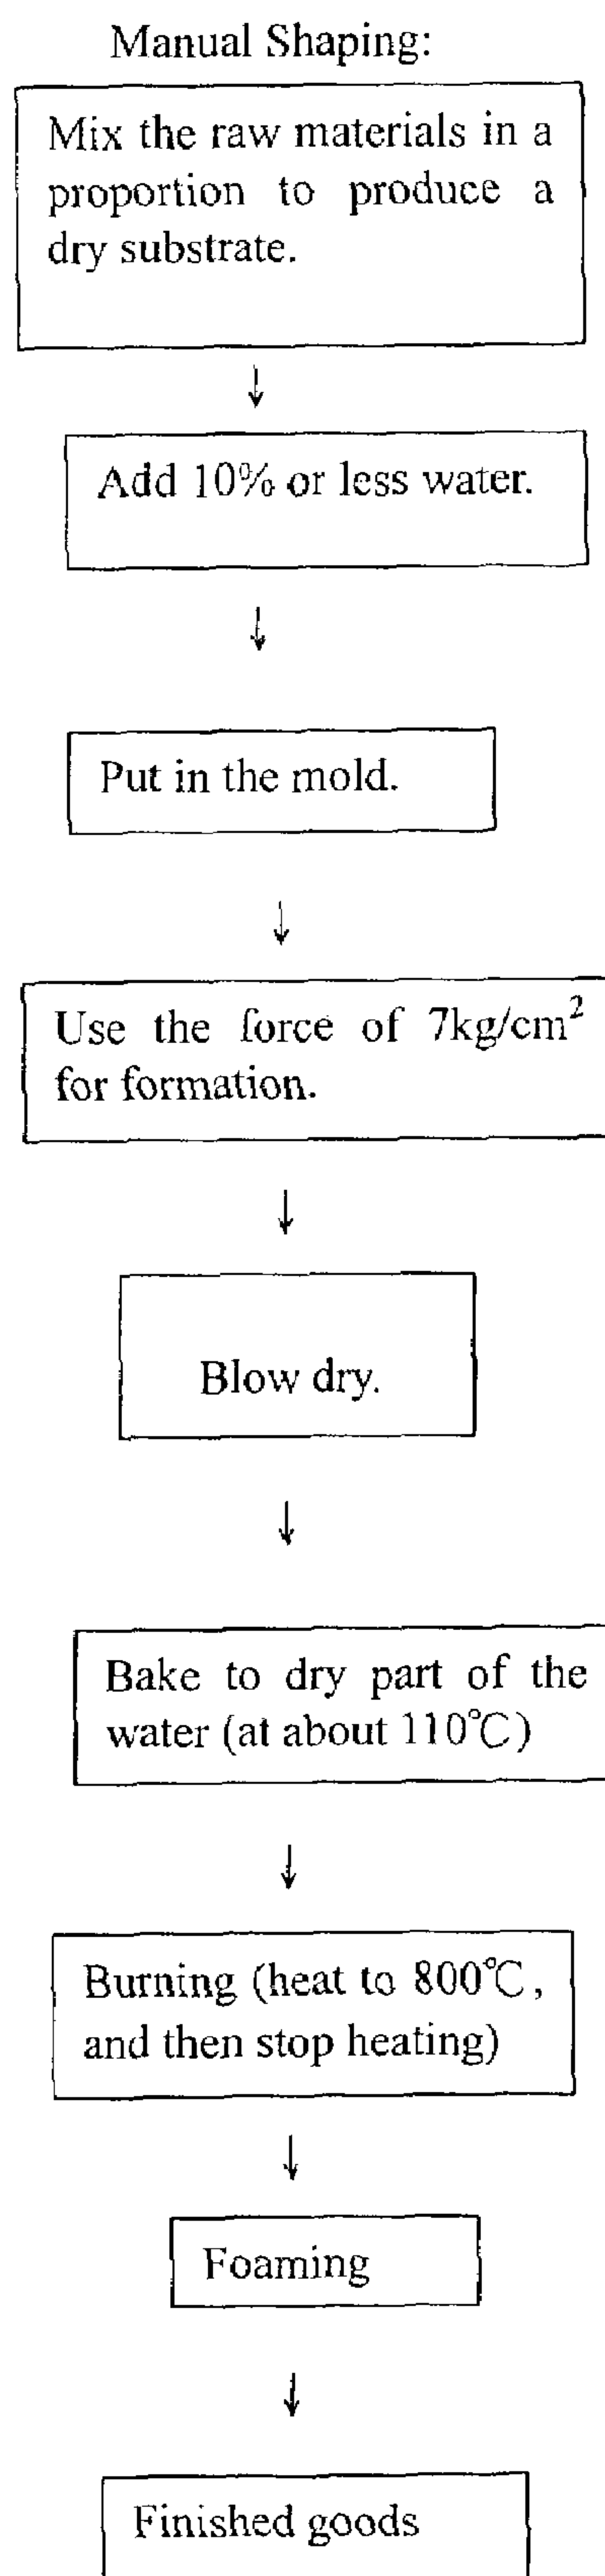 Manual Shaping:
Mix the raw materials in a
proportion to produce a
dry substrate.
↓
Add 10% or less water.
↓
Put in the mold.
↓
Use the force of 7kg/cm²
for formation.
↓
Blow dry.
↓
Bake to dry part of the
water (at about 110℃)
↓
Burning (heat to 800℃,
and then stop heating)
↓
Foaming
↓
Finished goods